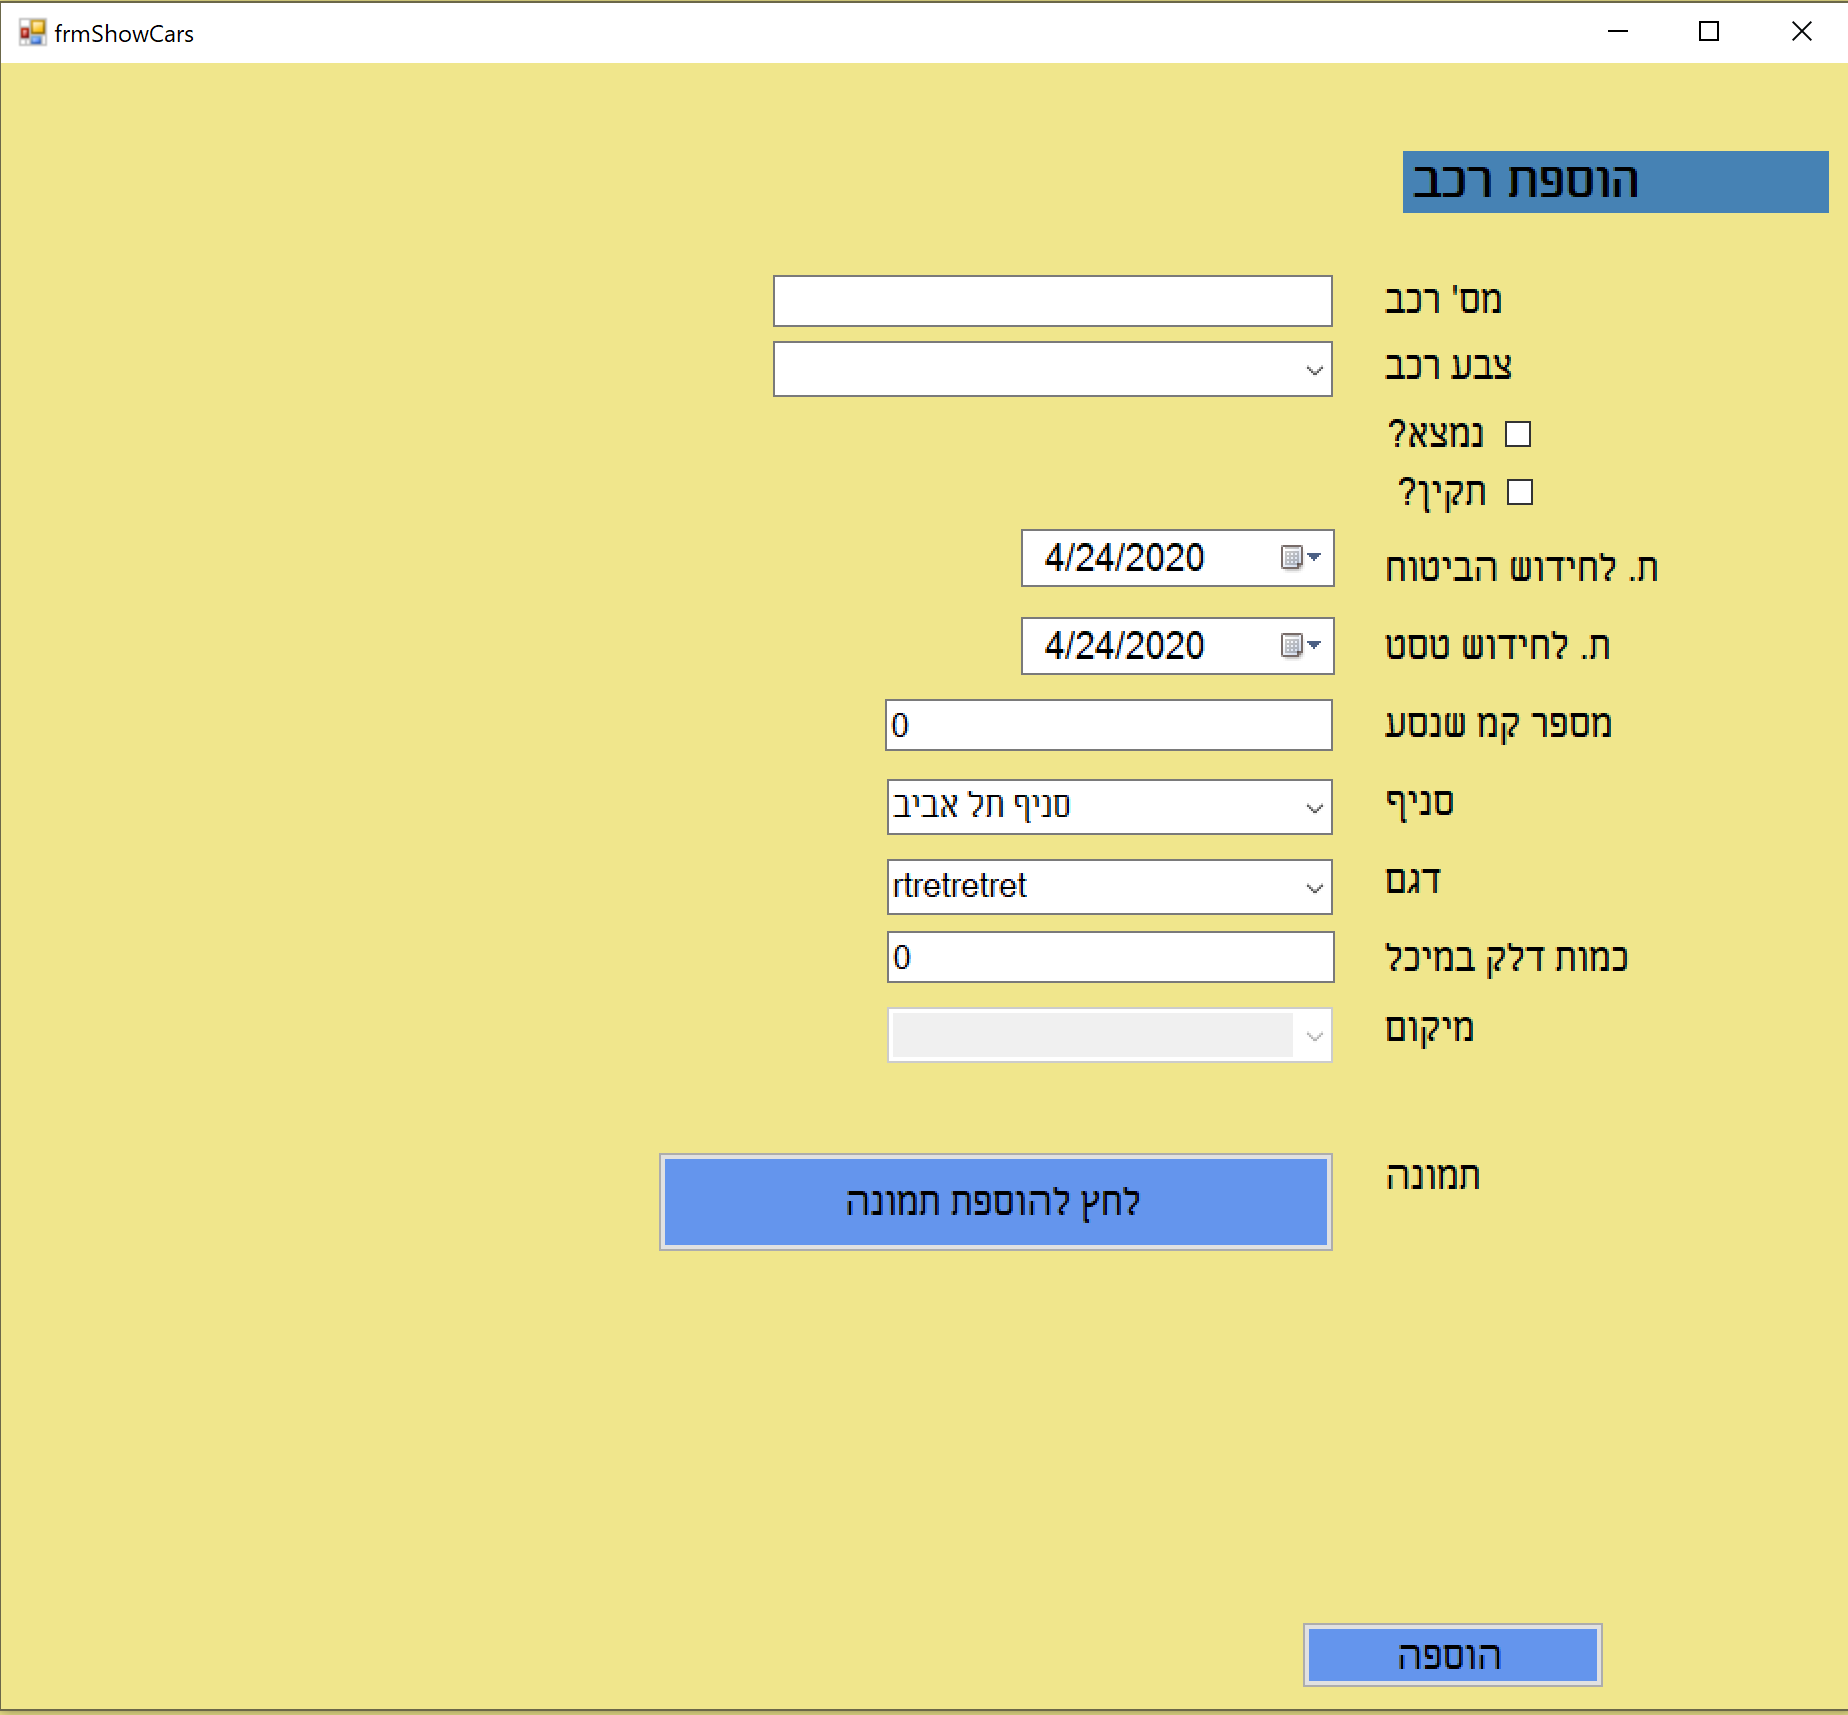 frmShowCars
הוספת רכב
מס' רכב
צבע רכב
נמצא?
תקין?
ת. לחידוש הביטוח
4/24/2020
ת. לחידוש טסט
4/24/2020
מספר קמ שנסע
0
סניף
סניף תל אביב
דגם
rtretretret
כמות דלק במיכל
0
מיקום
תמונה
לחץ להוספת תמונה
הוספה